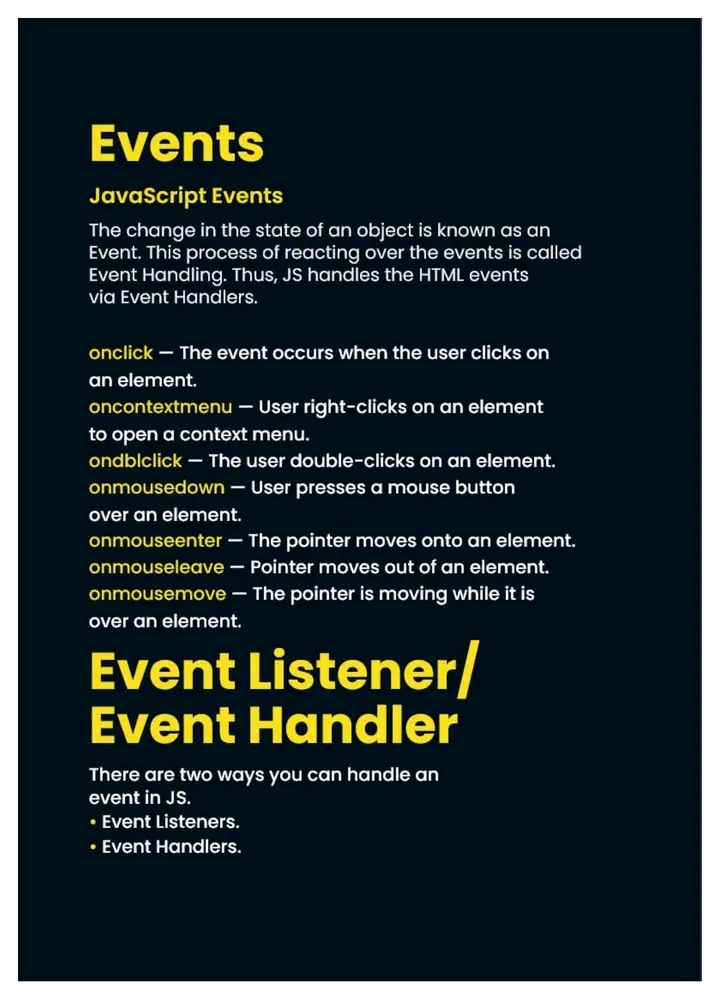 Events
JavaScript Events
The change in the state of an object is known as an
Event. This process of reacting over the events is called
Event Handling. Thus, JS handles the HTML events
via Event Handlers.
onclick — The event occurs when the user clicks on
an element.
oncontextmenu — User right-clicks on an element
to open a context menu.
ondblclick — The user double-clicks on an element.
onmousedown — User presses a mouse button
over an element.
onmouseenter — The pointer moves onto an element.
onmouseleave — Pointer moves out of an element.
onmousemove — The pointer is moving while it is
over an element.
Event Listener/
Event Handler
There are two ways you can handle an
event in JS.
• Event Listeners.
• Event Handlers.